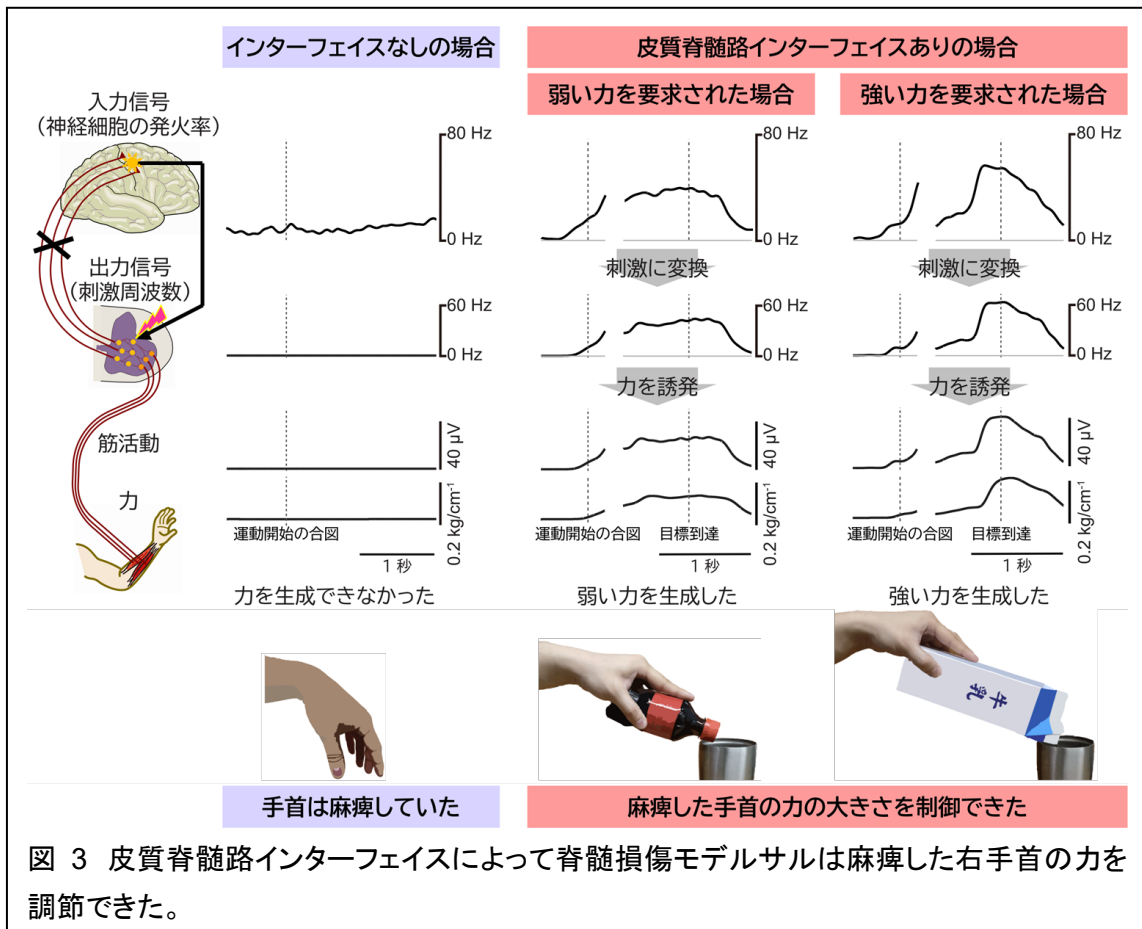 インターフェイスなしの場合
皮質脊髄路インターフェイスありの場合
弱い力を要求された場合
強い力を要求された場合
入力信号
(神経細胞の発火率)
80 Hz
0 Hz
80 Hz
0 Hz
80 Hz
0 Hz
刺激に変換
刺激に変換
出力信号
(刺激周波数)
60 Hz
0 Hz
60 Hz
0 Hz
60 Hz
0 Hz
力を誘発
力を誘発
筋活動
40 μV
40 μV
40 μV
力
0.2 kg/cm⁻¹
0.2 kg/cm⁻¹
0.2 kg/cm⁻¹
運動開始の合図
運動開始の合図
目標到達
運動開始の合図
目標到達
1 秒
1 秒
1 秒
力を生成できなかった
弱い力を生成した
強い力を生成した
牛乳
手首は麻痺していた
麻痺した手首の力の大きさを制御できた
図 3 皮質脊髄路インターフェイスによって脊髄損傷モデルサルは麻痺した右手首の力を
調節できた。